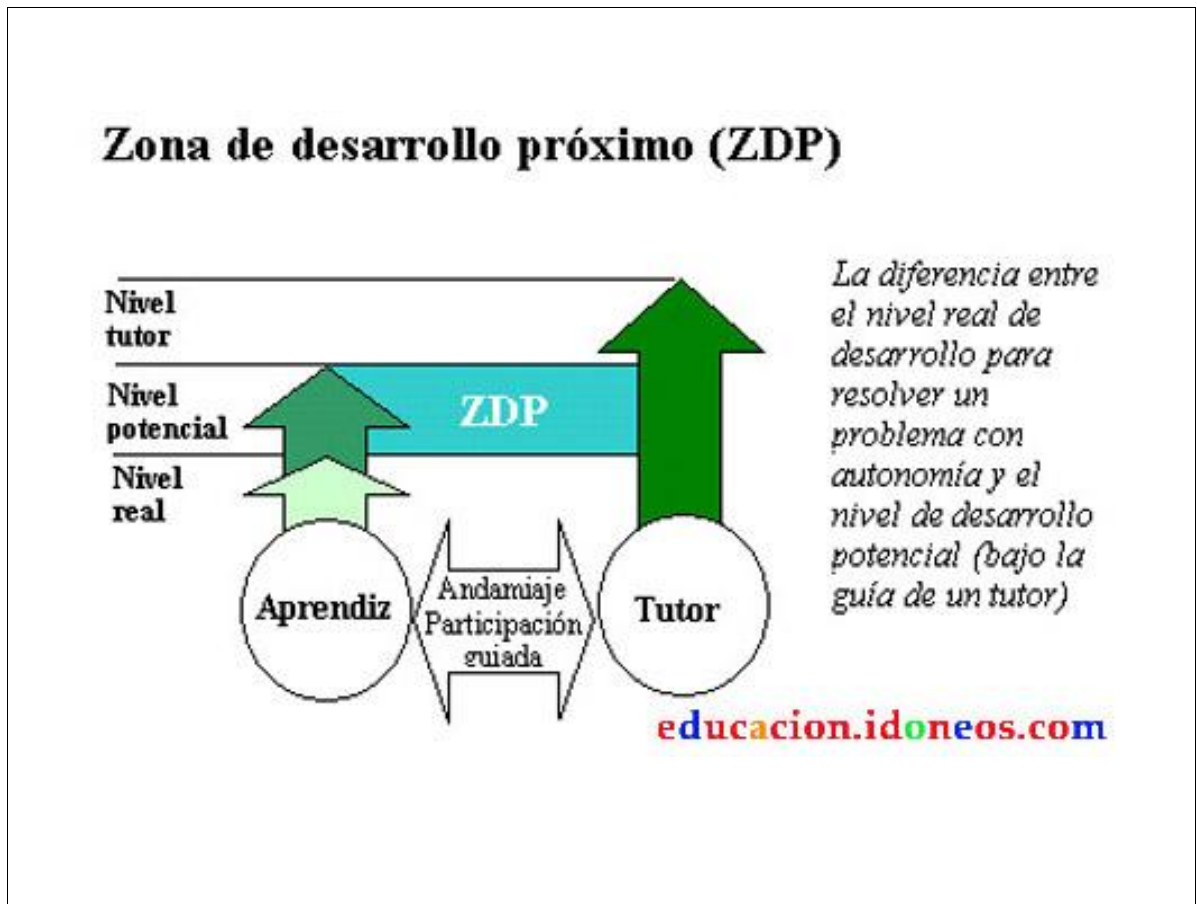 Zona de desarrollo próximo (ZDP)
Nivel
tutor
Nivel
potencial
Nivel
real
ZDP
Aprendiz
Andamiaje
Participación
guiada
Tutor
La diferencia entre
el nivel real de
desarrollo para
resolver un
problema con
autonomía y el
nivel de desarrollo
potencial (bajo la
guía de un tutor)
educacion.idoneos.com